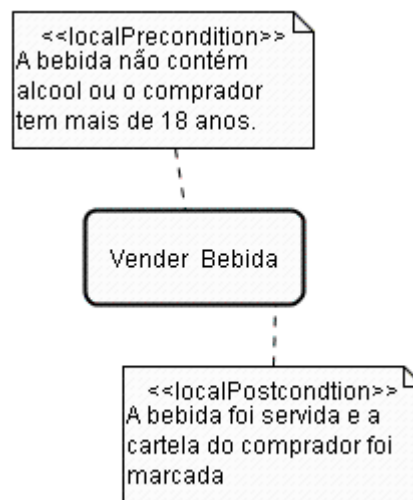 <<localPrecondition>>
A bebida não contém
alcool ou o comprador
tem mais de 18 anos.
Vender Bebida
<<localPostcondtion>>
A bebida foi servida e a
cartela do comprador foi
marcada